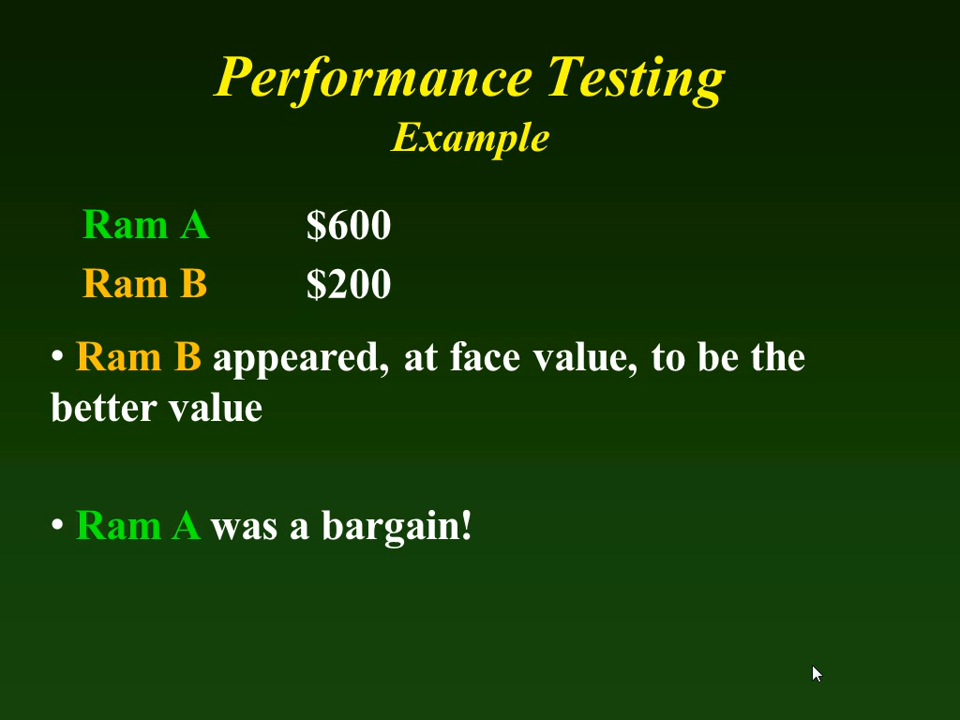 Performance Testing
Example
Ram A $600
Ram B $200
• Ram B appeared, at face value, to be the
better value
• Ram A was a bargain!